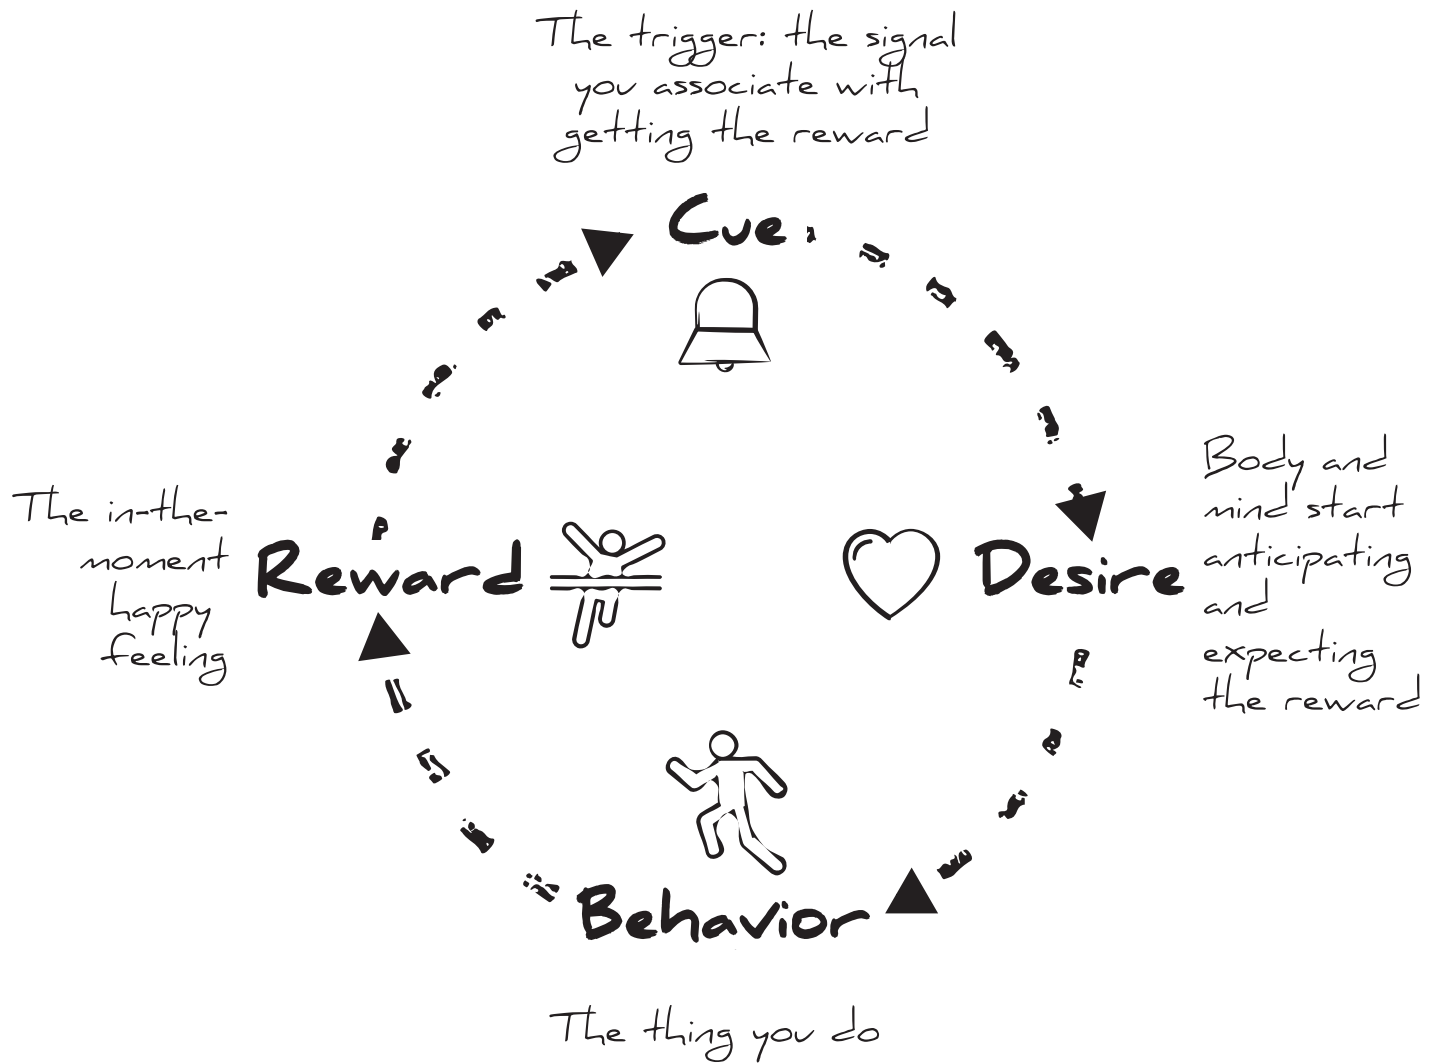 The trigger: the signal
you associate with
getting the reward
Cue
Body and
mind start
anticipating
and
expecting
the reward
Desire
The in-the-
moment
happy
feeling
Reward
Behavior
The thing you do